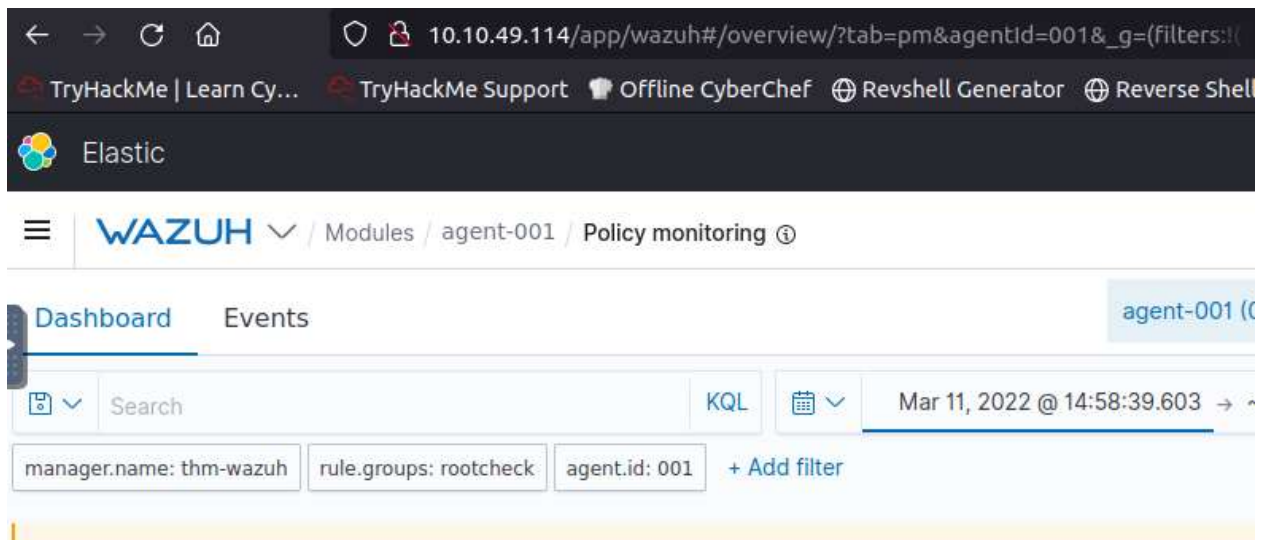 10.10.49.114/app/wazuh#/overview/?tab=pm&agentId=001&_g=(filters:!(
TryHackMe | Learn Cy... TryHackMe Support Offline CyberChef Revshell Generator Reverse Shell
Elastic
WAZUH / Modules / agent-001 / Policy monitoring
Dashboard Events agent-001 (0
Search KQL Mar 11, 2022 @ 14:58:39.603 → ~
manager.name: thm-wazuh rule.groups: rootcheck agent.id: 001 + Add filter